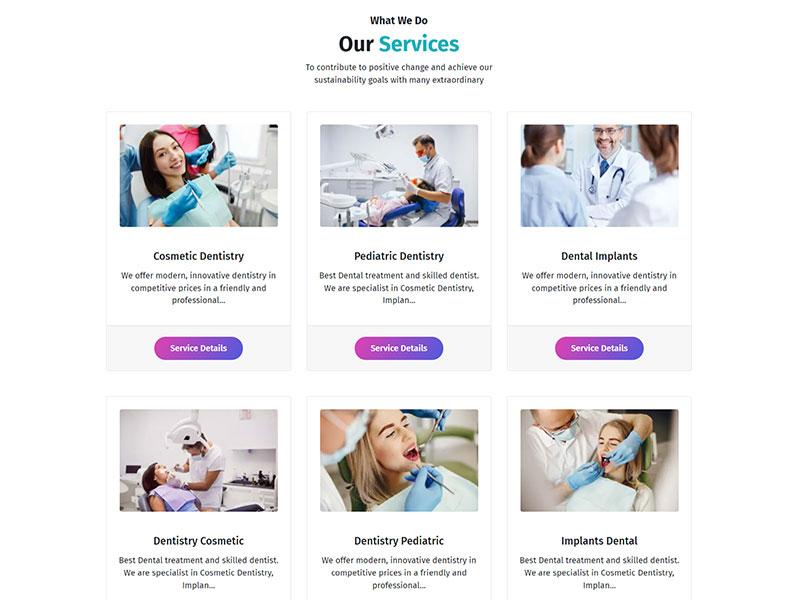 What We Do
Our Services
To contribute to positive change and achieve our
sustainability goals with many extraordinary
Cosmetic Dentistry
We offer modern, innovative dentistry in
competitive prices in a friendly and
professional...
Service Details
Pediatric Dentistry
Best Dental treatment and skilled dentist.
We are specialist in Cosmetic Dentistry,
Implan...
Service Details
Dental Implants
We offer modern, innovative dentistry in
competitive prices in a friendly and
professional...
Service Details
Dentistry Cosmetic
Best Dental treatment and skilled dentist.
We are specialist in Cosmetic Dentistry,
Implan...
Dentistry Pediatric
We offer modern, innovative dentistry in
competitive prices in a friendly and
professional...
Implants Dental
Best Dental treatment and skilled dentist.
We are specialist in Cosmetic Dentistry,
Implan...